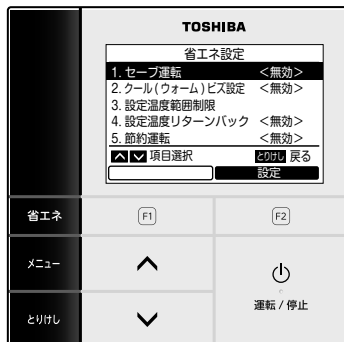 TOSHIBA
省エネ設定
1. セーブ運転 <無効>
2. クール(ウォーム)ビズ設定 <無効>
3. 設定温度範囲制限
4. 設定温度リターンバック <無効>
5. 節約運転 <無効>
項目選択 とりけし 戻る
設定
省エネ F1 F2
メニュー
運転 / 停止
とりけし